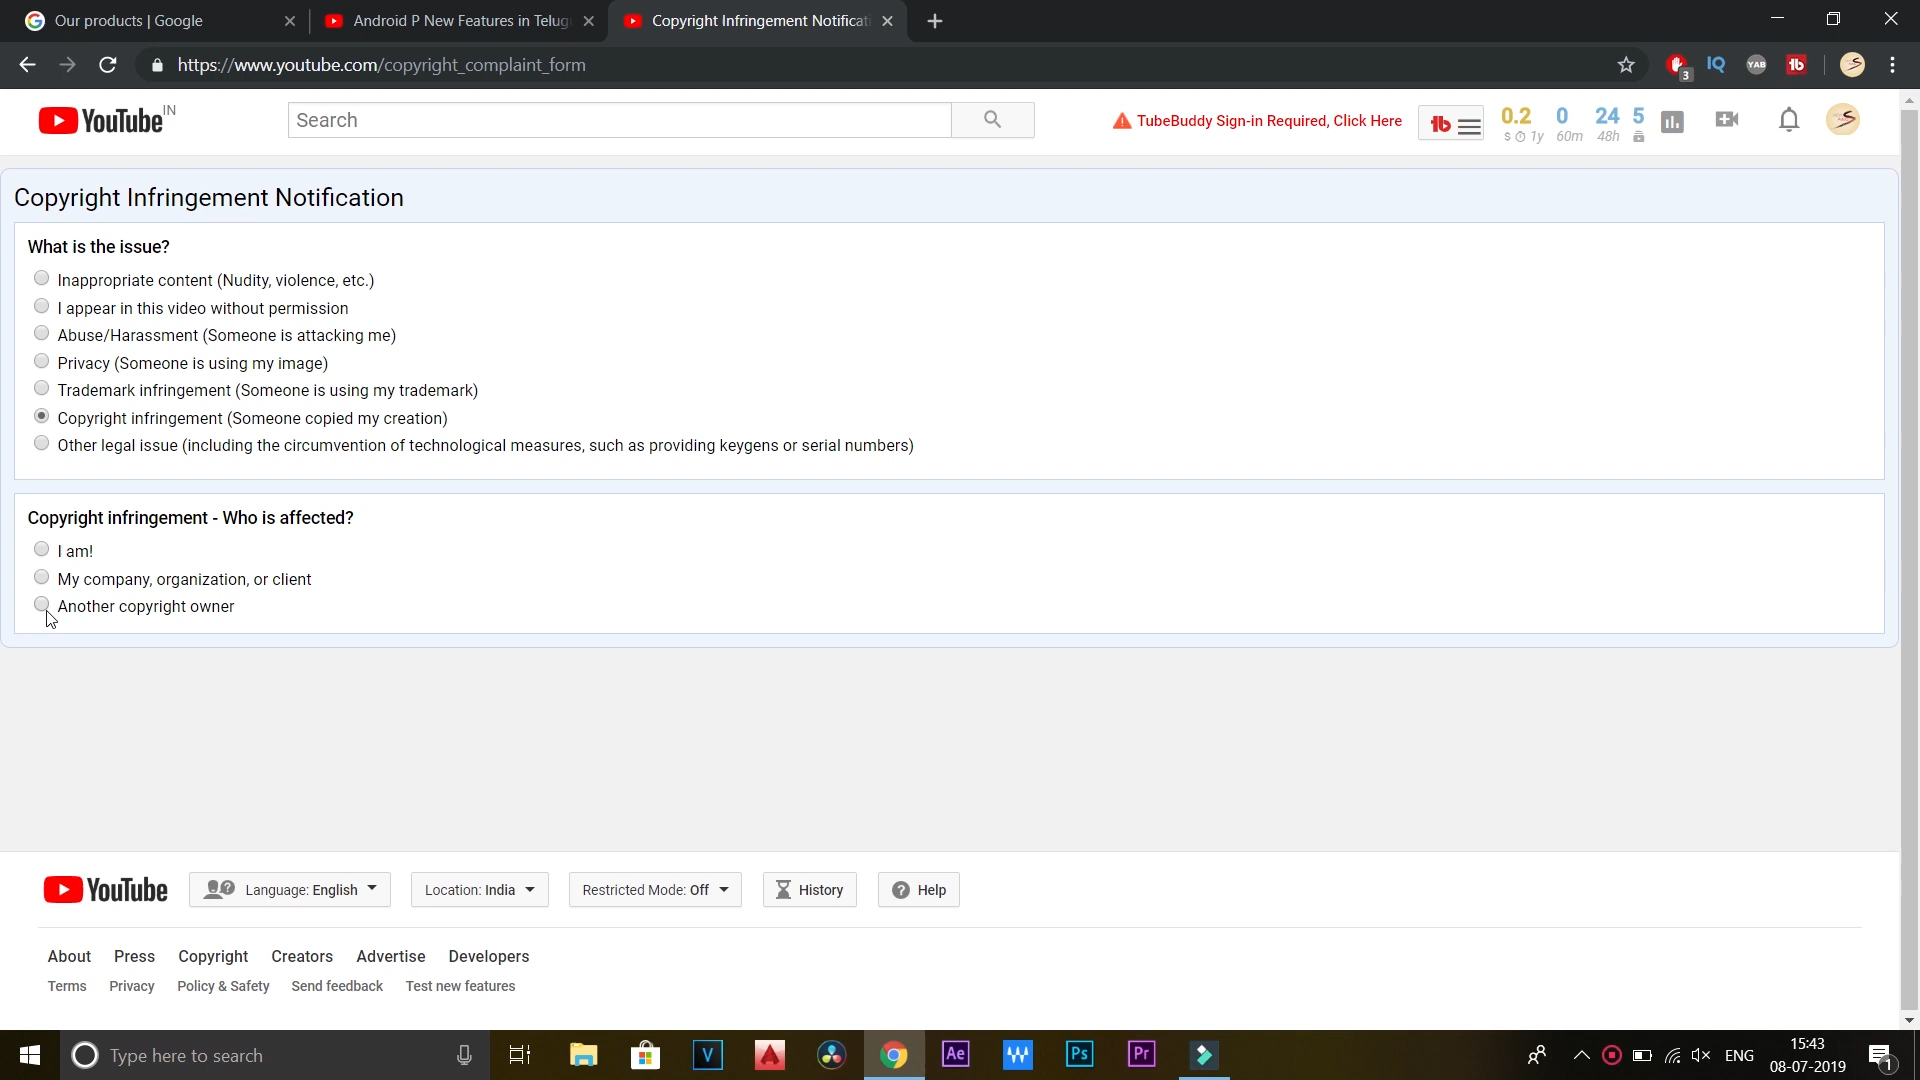 Our products | Google
Android P New Features in Telug
Copyright Infringement Notificat
https://www.youtube.com/copyright_complaint_form
3
IQ
YAB
YouTube IN
Search
TubeBuddy Sign-in Required, Click Here
0.2 0 24 5
$ 1y 60m 48h
Copyright Infringement Notification
What is the issue?
Inappropriate content (Nudity, violence, etc.)
I appear in this video without permission
Abuse/Harassment (Someone is attacking me)
Privacy (Someone is using my image)
Trademark infringement (Someone is using my trademark)
Copyright infringement (Someone copied my creation)
Other legal issue (including the circumvention of technological measures, such as providing keygens or serial numbers)
Copyright infringement - Who is affected?
I am!
My company, organization, or client
Another copyright owner
YouTube
Language: English
Location: India
Restricted Mode: Off
History
Help
About Press Copyright Creators Advertise Developers
Terms Privacy Policy & Safety Send feedback Test new features
Type here to search
V
Ae
Ps
Pr
ENG
15:43
08-07-2019
1